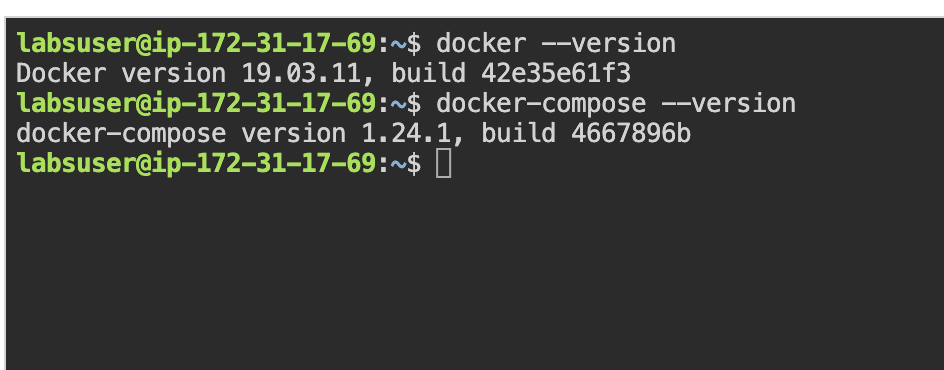 labsuser@ip-172-31-17-69:~$ docker --version
Docker version 19.03.11, build 42e35e61f3
labsuser@ip-172-31-17-69:~$ docker-compose --version
docker-compose version 1.24.1, build 4667896b
labsuser@ip-172-31-17-69:~$